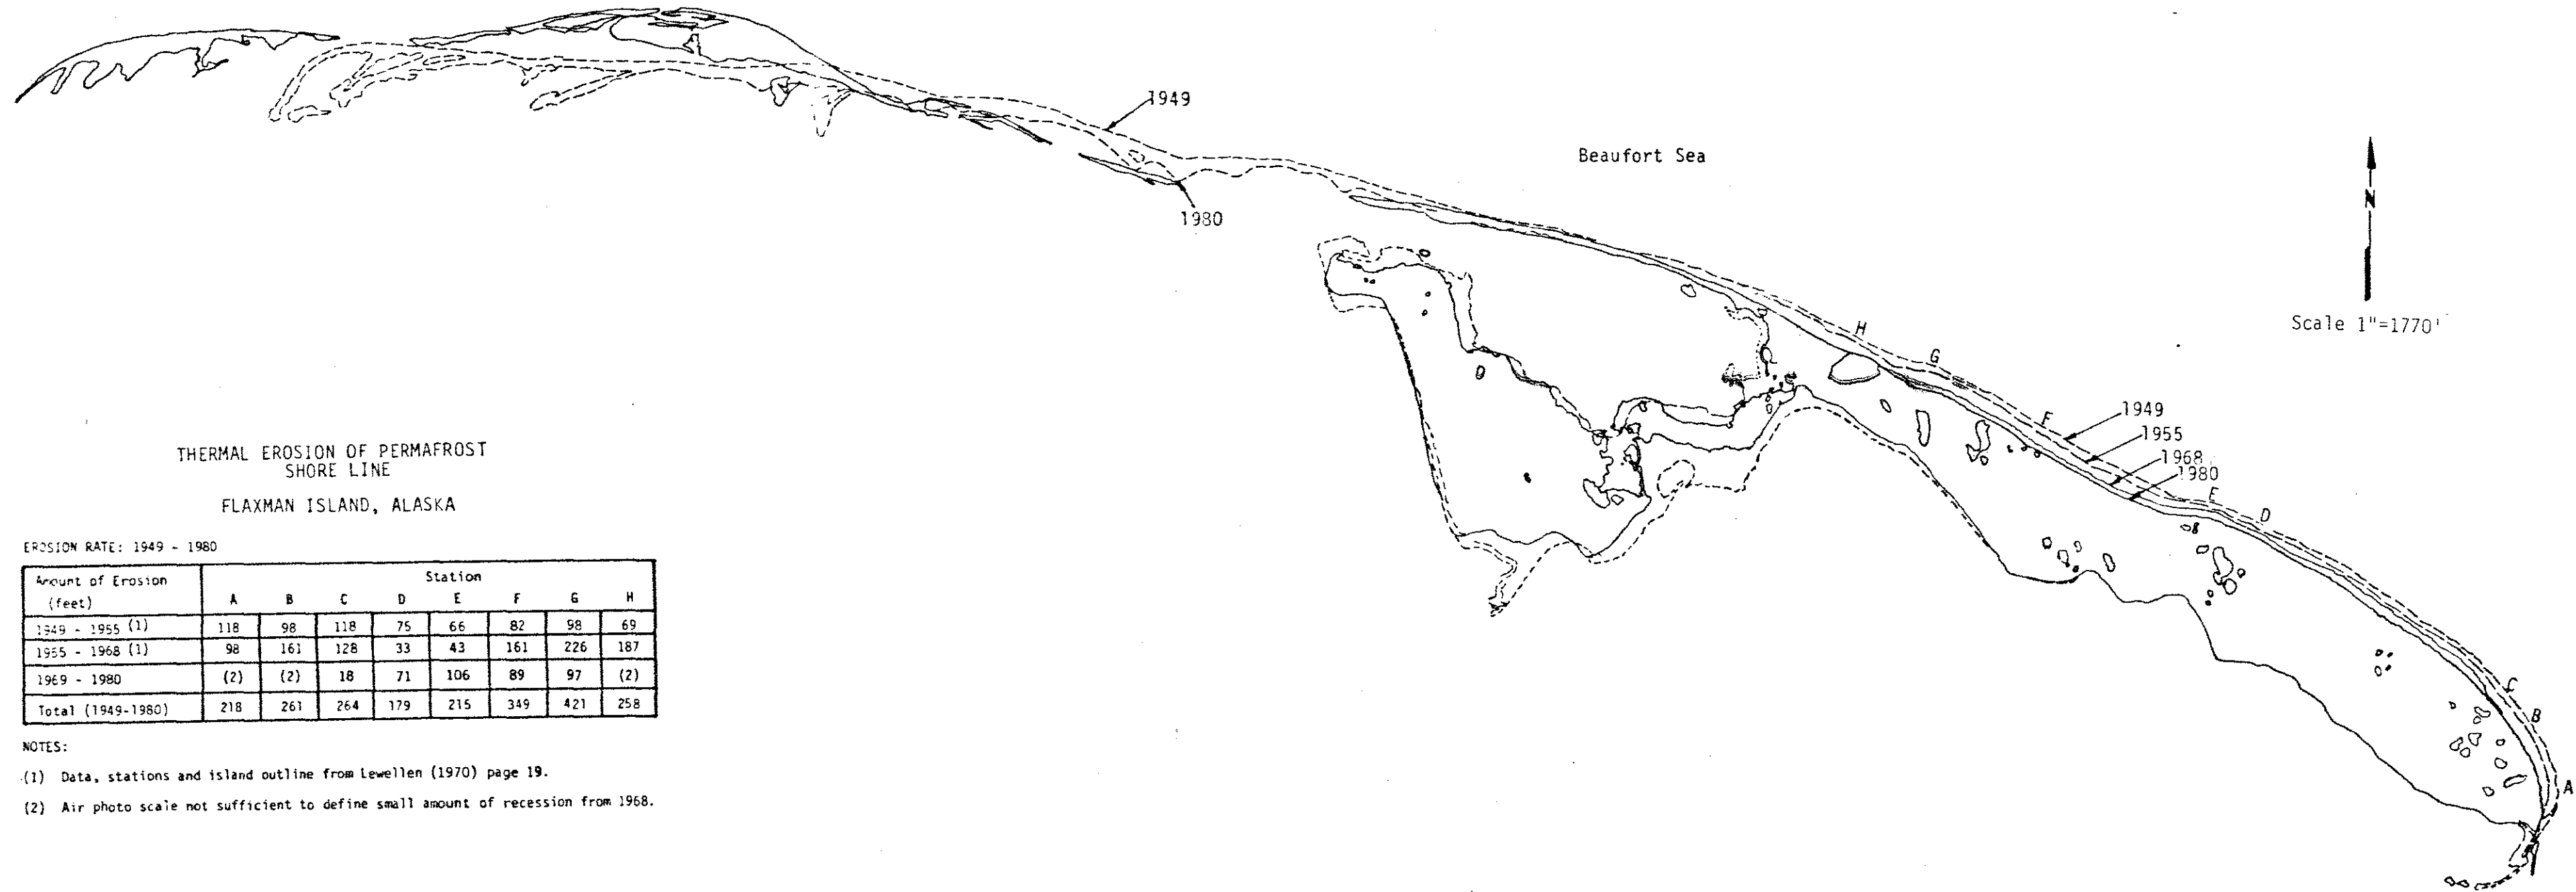 1949
Beaufort Sea
N
1980
Scale 1"=1770'
H
G
F
1949
1955
1968
1980
E
D
C
B
A
THERMAL EROSION OF PERMAFROST
SHORE LINE
FLAXMAN ISLAND, ALASKA
EROSION RATE: 1949 - 1980
Amount of Erosion (feet) Station
A B C D E F G H
1949 - 1955 (1) 118 98 118 75 66 82 98 69
1955 - 1968 (1) 98 161 128 33 43 161 226 187
1969 - 1980 (2) (2) 18 71 106 89 97 (2)
Total (1949-1980) 218 261 264 179 215 349 421 258
NOTES:
(1) Data, stations and island outline from Lewellen (1970) page 19.
(2) Air photo scale not sufficient to define small amount of recession from 1968.